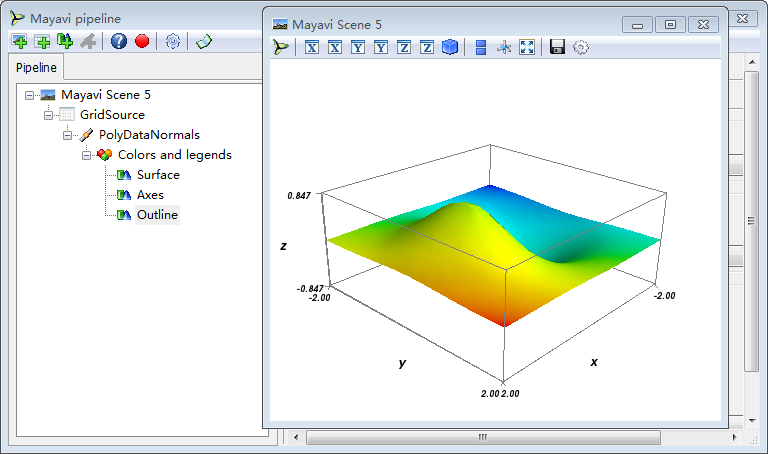 Mayavi pipeline
Mayavi Scene 5
X X Y Y Z Z
Pipeline
Mayavi Scene 5
GridSource
PolyDataNormals
Colors and legends
Surface
Axes
Outline
0.847
z
-0.847
-2.00
-2.00
y
x
2.00 2.00